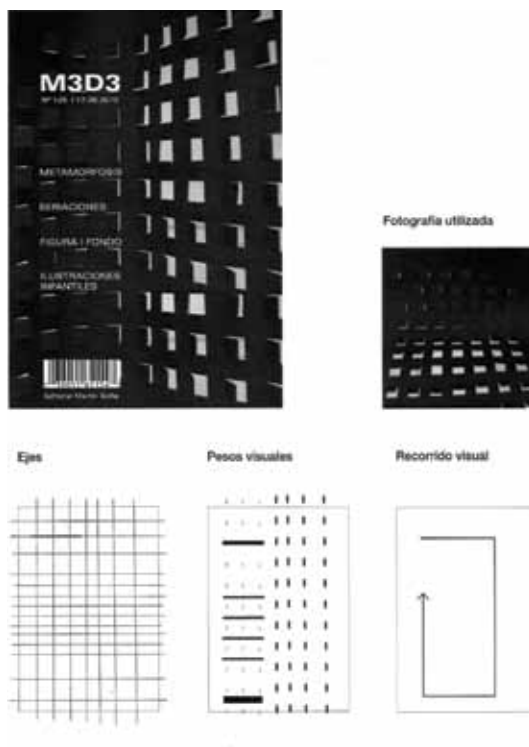 M3D3
METAMORFOSIS
SERIACIONES
FIGURA I FONDO
ILUSTRACIONES
INFANTILES
Fotografía utilizada
Ejes
Pesos visuales
Recorrido visual